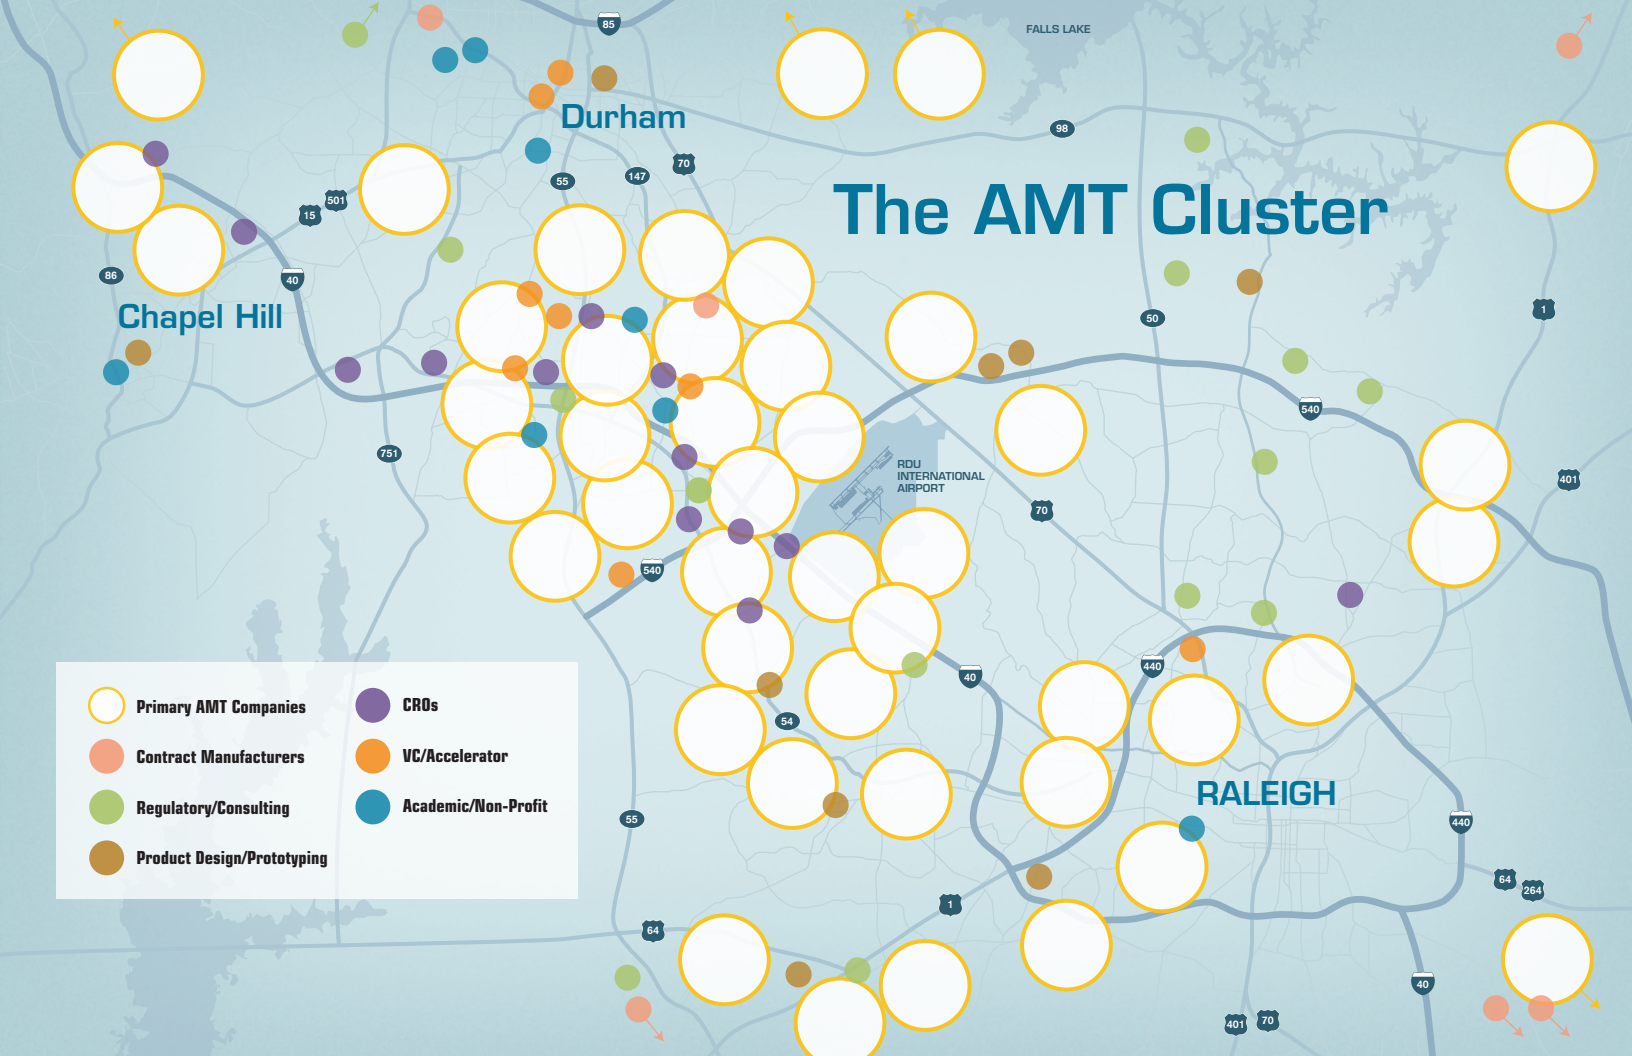 85
FALLS LAKE
Durham
98
70
147
55
501
15
The AMT Cluster
86
40
Chapel Hill
1
50
540
751
RDU
INTERNATIONAL
AIRPORT
401
70
540
440
40
Primary AMT Companies
CROs
54
Contract Manufacturers
VC/Accelerator
RALEIGH
Regulatory/Consulting
Academic/Non-Profit
55
440
Product Design/Prototyping
64
264
1
64
40
401
70